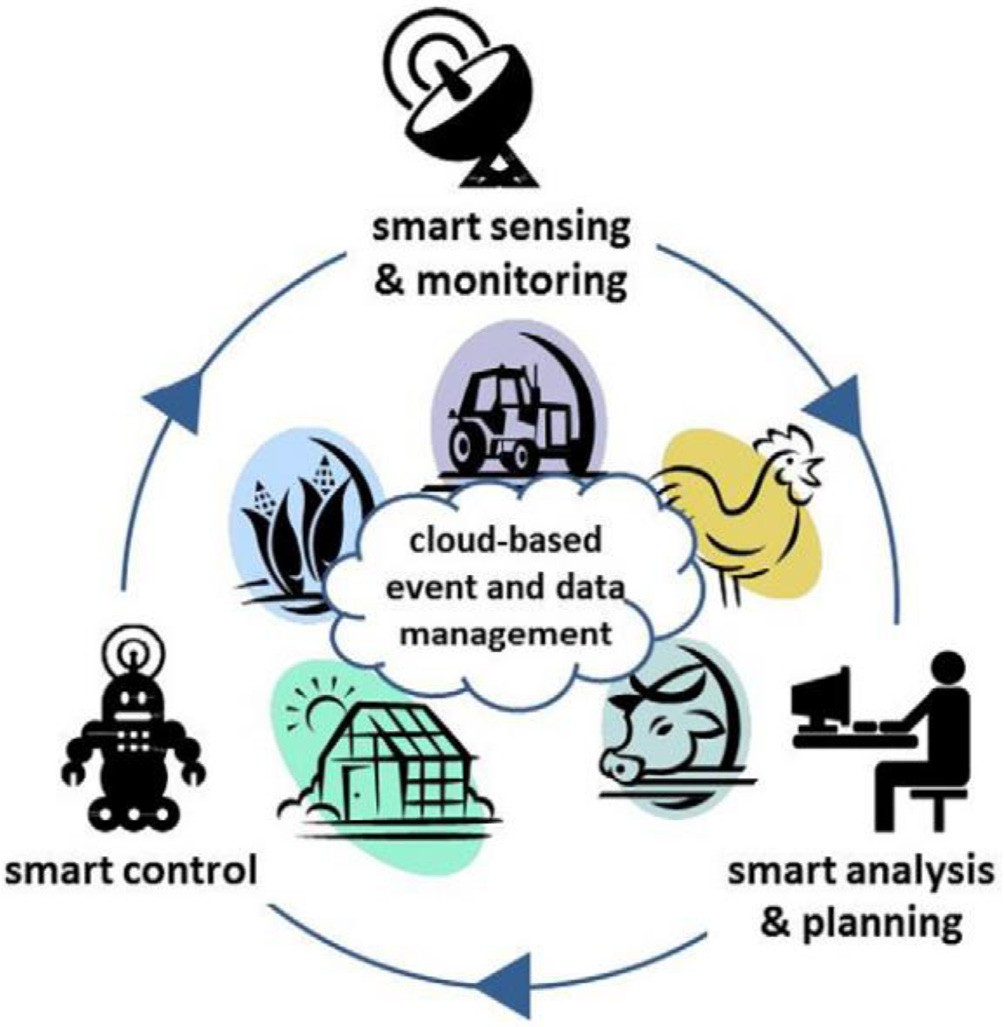 smart sensing
& monitoring
cloud-based
event and data
management
smart control
smart analysis
& planning